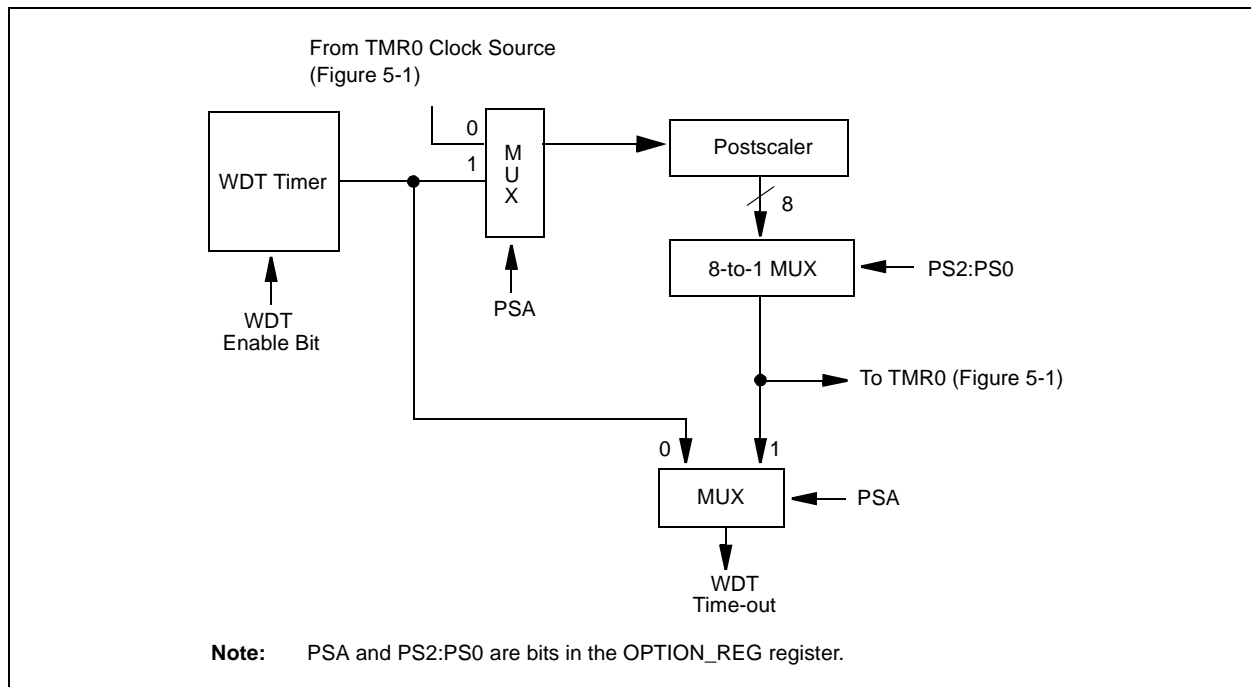 From TMR0 Clock Source
(Figure 5-1)
0
1
M
U
X
Postscaler
WDT Timer
8
8-to-1 MUX
PS2:PS0
PSA
WDT
Enable Bit
To TMR0 (Figure 5-1)
0
1
MUX
PSA
WDT
Time-out
Note: PSA and PS2:PS0 are bits in the OPTION_REG register.